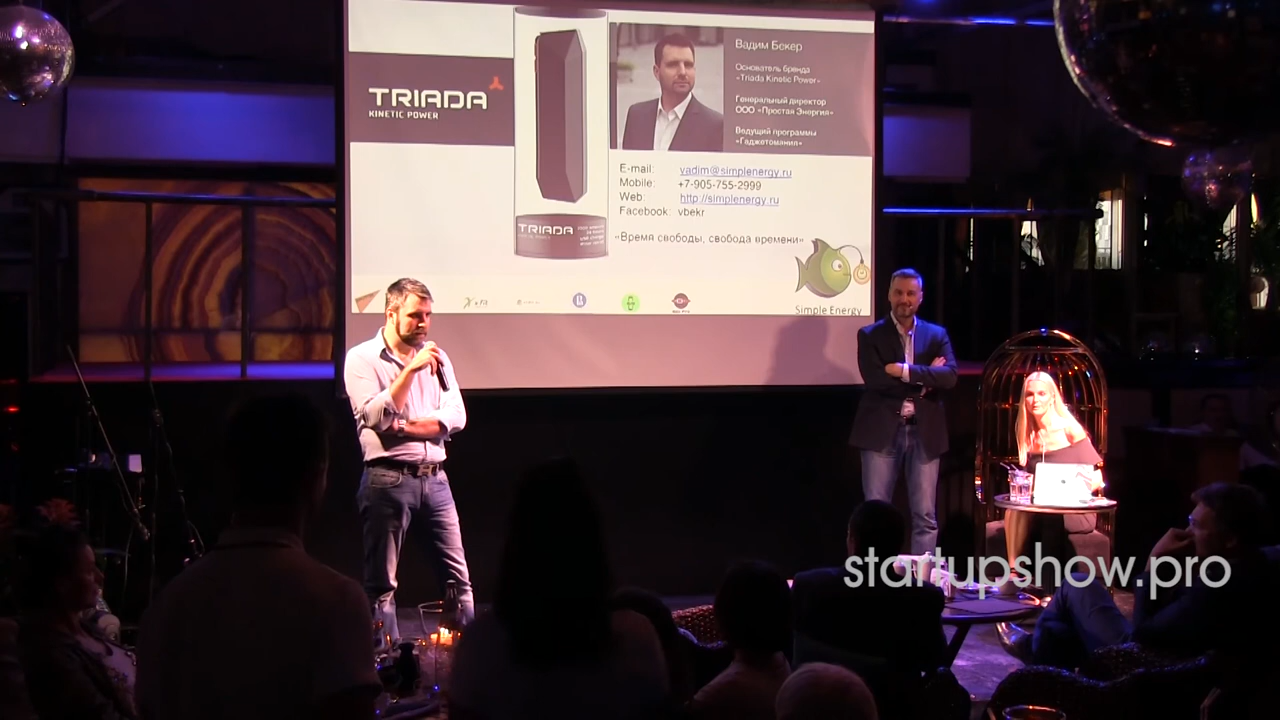 TRIADA
KINETIC POWER
Вадим Бекер
Основатель бренда
«Triada Kinetic Power»
Генеральный директор
ООО «Простая Энергия»
Ведущий программы
«Гаджетомания»
E-mail: vadim@simplenergy.ru
Mobile: +7-905-755-2999
Web: http://simplenergy.ru
Facebook: vbekr
«Время свободы, свобода времени»
TRIADA
Simple Energy
startupshow.pro